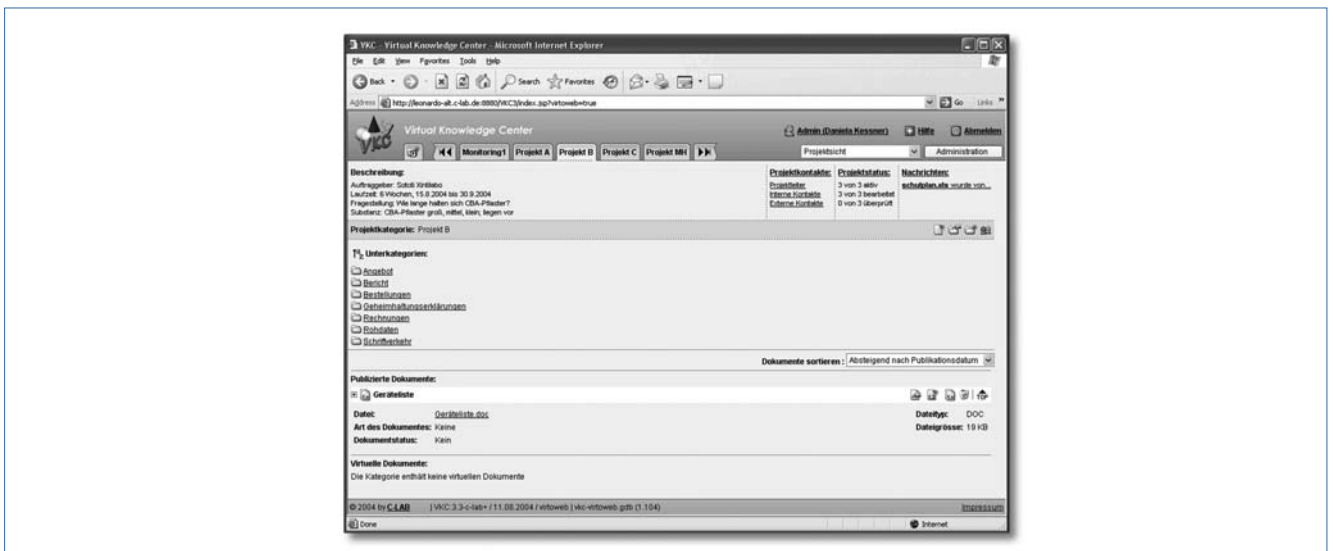 VKC - Virtual Knowledge Center - Microsoft Internet Explorer
File Edit View Favorites Tools Help
Back Search Favorites
Address http://leonardo-alt.c-lab.de:8080/VKC3/index.jsp?virtoweb=true Go Links
VKC Virtual Knowledge Center Admin (Daniela Kessner) Hilfe Abmelden
Monitoring1 Projekt A Projekt B Projekt C Projekt MH Projektsicht Administration
Beschreibung: Projektkontakte: Projektstatus: Nachrichten:
Auftraggeber: Sototi
Projektleiter 3 von 3 aktiv schutplan.xls wurde von...
Laufzeit: 6 Wochen, 15.8.2004 bis 30.9.2004 Interne Kontakte 3 von 3 bearbeitet
Fragestellung: Wie lange halten sich CBA-Pflaster? Externe Kontakte 0 von 3 überprüft
Substanz: CBA-Pflaster groß, mittel, klein; liegen vor
Projektkategorie: Projekt B
Unterkategorien:
Angebot
Bericht
Bestellungen
Geheimhaltungserklärungen
Rechnungen
Rohdaten
Schriftverkehr
Dokumente sortieren : Absteigend nach Publikationsdatum
Publizierte Dokumente:
Geräteliste
Datei: Geräteliste.doc Dateityp: DOC
Art des Dokumentes: Keine Dateigrösse: 19 KB
Dokumentstatus: Kein
Virtuelle Dokumente:
Die Kategorie enthält keine virtuellen Dokumente
© 2004 by C-LAB | VKC 3.3-c-lab+ / 11.08.2004 / virtoweb | vkc-virtoweb.gdb (1.104) Impressum
Done Internet